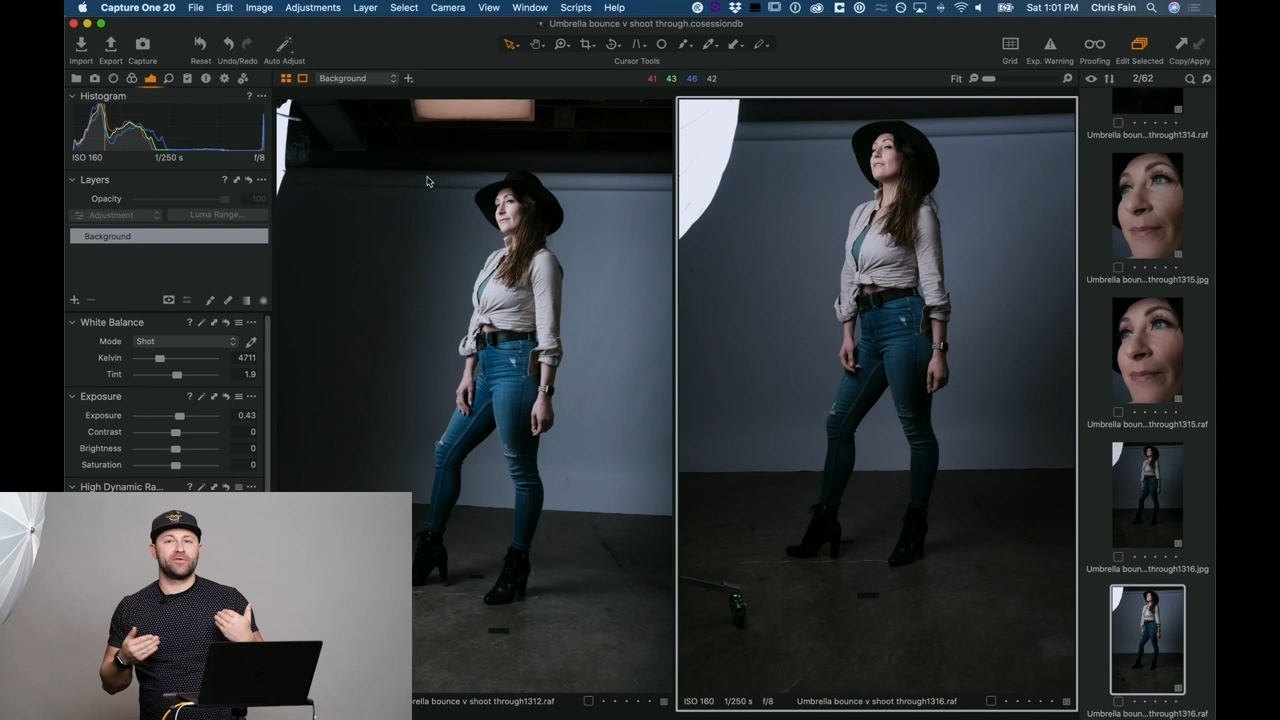 Capture One 20 File Edit Image Adjustments Layer Select Camera View Window Scripts Help Sat 1:01 PM Chris Fain
Umbrella bounce v shoot through.cosessiondb
Import Export Capture Reset Undo/Redo Auto Adjust Cursor Tools Grid Exp. Warning Proofing Edit Selected Copy/Apply
Background 41 43 46 42 Fit 2/62
Histogram ? ...
ISO 160 1/250 s f/8
Layers ? ...
Opacity 100
Adjustment Luma Range...
Background
White Balance ? ...
Mode Shot
Kelvin 4711
Tint 1.9
Exposure ? ...
Exposure 0.43
Contrast 0
Brightness 0
Saturation 0
High Dynamic Ra... ? ...
Umbrella boun...through1314.raf
Umbrella boun...through1315.jpg
Umbrella boun...through1315.raf
Umbrella boun...through1316.jpg
Umbrella boun...through1316.raf
rella bounce v shoot through1312.raf
ISO 160 1/250 s f/8 Umbrella bounce v shoot through1316.raf